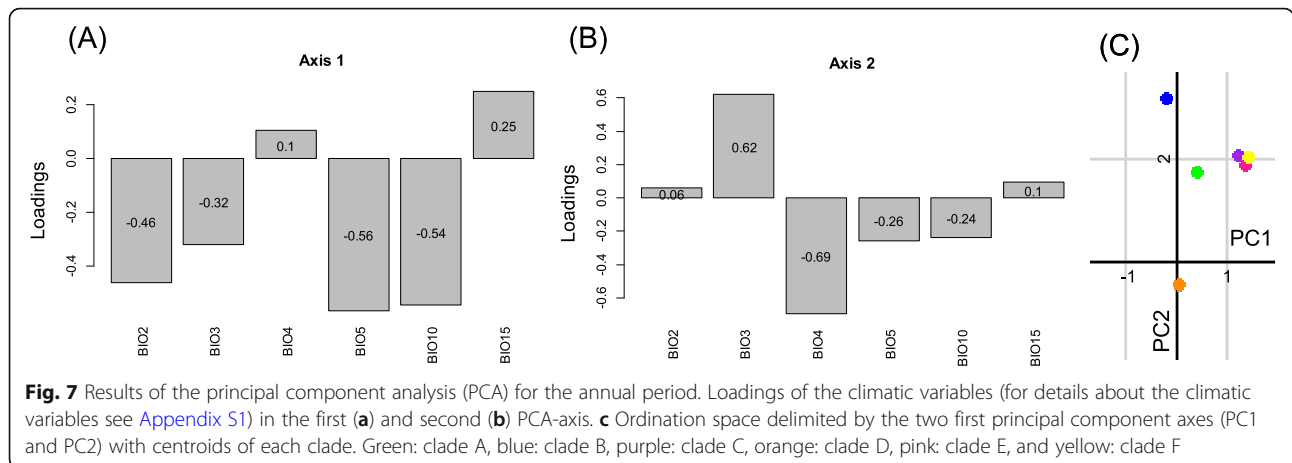 (A)
Axis 1
Loadings
0.2
0.0
-0.2
-0.4
-0.46
-0.32
0.1
-0.56
-0.54
0.25
BIO2
BIO3
BIO4
BIO5
BIO10
BIO15
(B)
Axis 2
Loadings
0.6
0.4
0.2
0.0
-0.2
-0.4
-0.6
0.06
0.62
-0.69
-0.26
-0.24
0.1
BIO2
BIO3
BIO4
BIO5
BIO10
BIO15
(C)
2
PC1
-1
1
PC2
Fig. 7 Results of the principal component analysis (PCA) for the annual period. Loadings of the climatic variables (for details about the climatic
variables see Appendix S1) in the first (a) and second (b) PCA-axis. c Ordination space delimited by the two first principal component axes (PC1
and PC2) with centroids of each clade. Green: clade A, blue: clade B, purple: clade C, orange: clade D, pink: clade E, and yellow: clade F